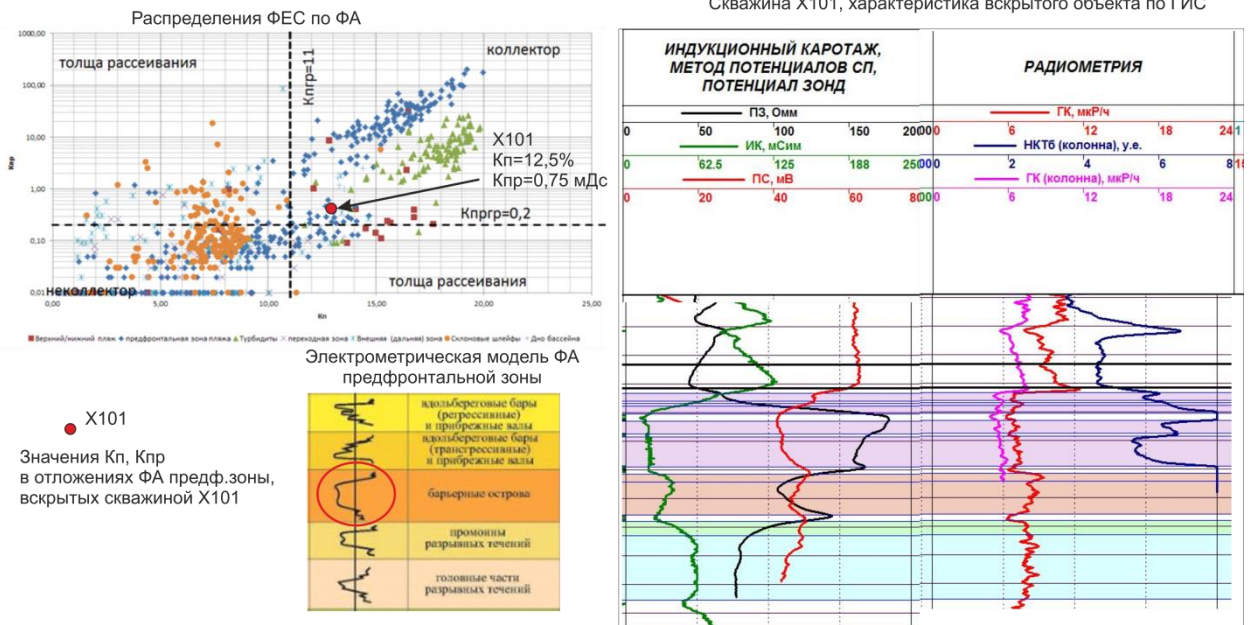 Распределения ФЕС по ФА
Скважина X101, характеристика вскрытого объекта по ГИС
1000,00
100,00
10,00
1,00
0,10
0,01
толща рассеивания
Кпгр=11
коллектор
X101
Кп=12,5%
Кпр=0,75 мДс
Кпргр=0,2
толща рассеивания
неколлектор
Кпр
0,00
5,00
10,00
15,00
20,00
25,00
Кп
Верхний/нижний пляж
предфронтальная зона пляжа
Турбидиты
переходная зона
Внешняя (дальняя) зона
Склоновые шлейфы
Дно бассейна
X101
Значения Кп, Кпр
в отложениях ФА предф.зоны,
вскрытых скважиной X101
Электрометрическая модель ФА
предфронтальной зоны
вдольбереговые бары
(регрессивные)
и прибрежные валы
вдольбереговые бары
(трансгрессивные)
и прибрежные валы
барьерные острова
промоины
разрывных течений
головные части
разрывных течений
ИНДУКЦИОННЫЙ КАРОТАЖ,
МЕТОД ПОТЕНЦИАЛОВ СП,
ПОТЕНЦИАЛ ЗОНД
ПЗ, Омм
0 50 100 150 200
ИК, мСим
0 62.5 125 188 250
ПС, мВ
0 20 40 60 80
РАДИОМЕТРИЯ
ГК, мкР/ч
0 6 12 18 24
НКТб (колонна), у.е.
0 2 4 6 8
ГК (колонна), мкР/ч
0 6 12 18 24